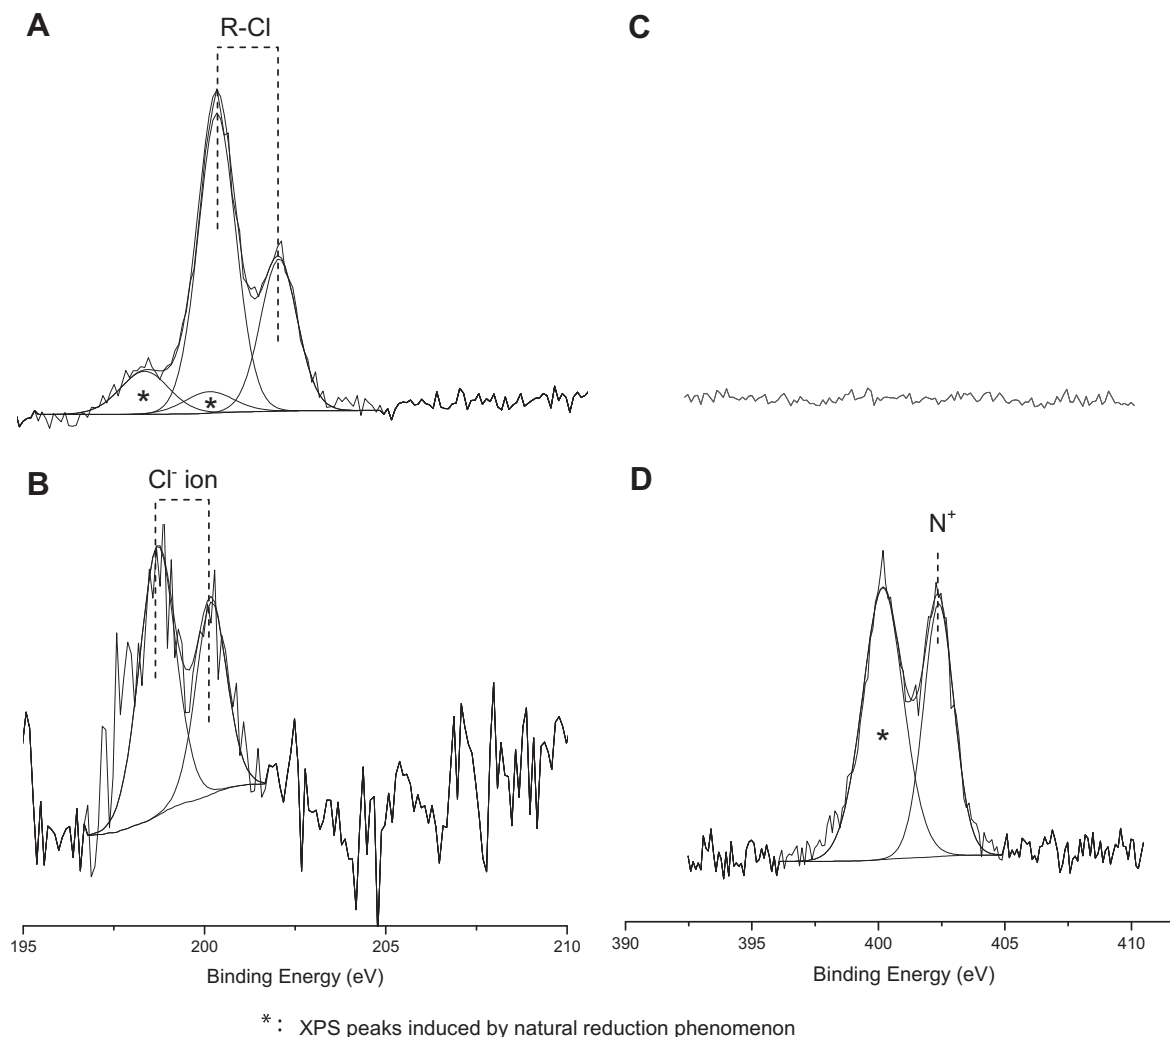 A
R-Cl
C
*
*
B
Cl⁻ ion
D
N⁺
*
195 200 205 210
Binding Energy (eV)
390 395 400 405 410
Binding Energy (eV)
*: XPS peaks induced by natural reduction phenomenon